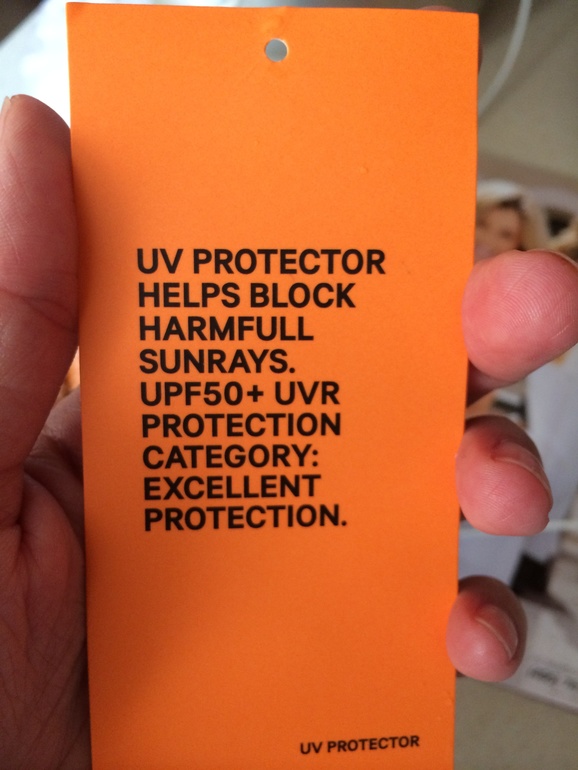 UV PROTECTOR
HELPS BLOCK
HARMFULL
SUNRAYS.
UPF50+ UVR
PROTECTION
CATEGORY:
EXCELLENT
PROTECTION.
UV PROTECTOR